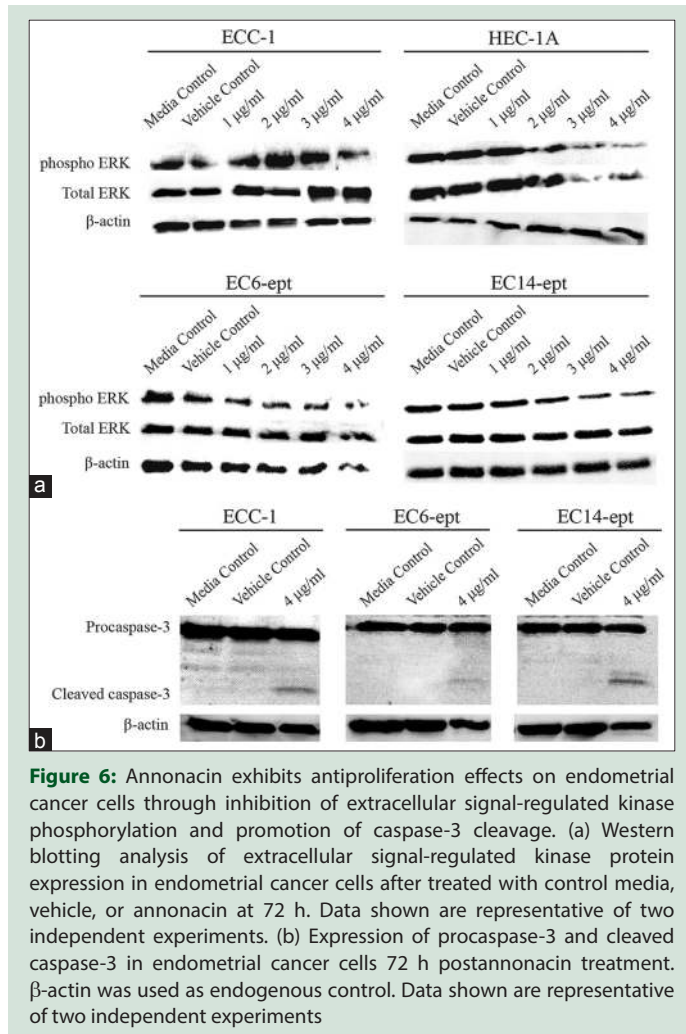 ECC-1 HEC-1A
Media Control Vehicle Control 1 µg/ml 2 µg/ml 3 µg/ml 4 µg/ml Media Control Vehicle Control 1 µg/ml 2 µg/ml 3 µg/ml 4 µg/ml
phospho ERK
Total ERK
β-actin
EC6-ept EC14-ept
Media Control Vehicle Control 1 µg/ml 2 µg/ml 3 µg/ml 4 µg/ml Media Control Vehicle Control 1 µg/ml 2 µg/ml 3 µg/ml 4 µg/ml
phospho ERK
Total ERK
β-actin
a
ECC-1 EC6-ept EC14-ept
Media Control Vehicle Control 4 µg/ml Media Control Vehicle Control 4 µg/ml Media Control Vehicle Control 4 µg/ml
Procaspase-3
Cleaved caspase-3
β-actin
b
Figure 6: Annonacin exhibits antiproliferation effects on endometrial
cancer cells through inhibition of extracellular signal-regulated kinase
phosphorylation and promotion of caspase-3 cleavage. (a) Western
blotting analysis of extracellular signal-regulated kinase protein
expression in endometrial cancer cells after treated with control media,
vehicle, or annonacin at 72 h. Data shown are representative of two
independent experiments. (b) Expression of procaspase-3 and cleaved
caspase-3 in endometrial cancer cells 72 h postannonacin treatment.
β-actin was used as endogenous control. Data shown are representative
of two independent experiments